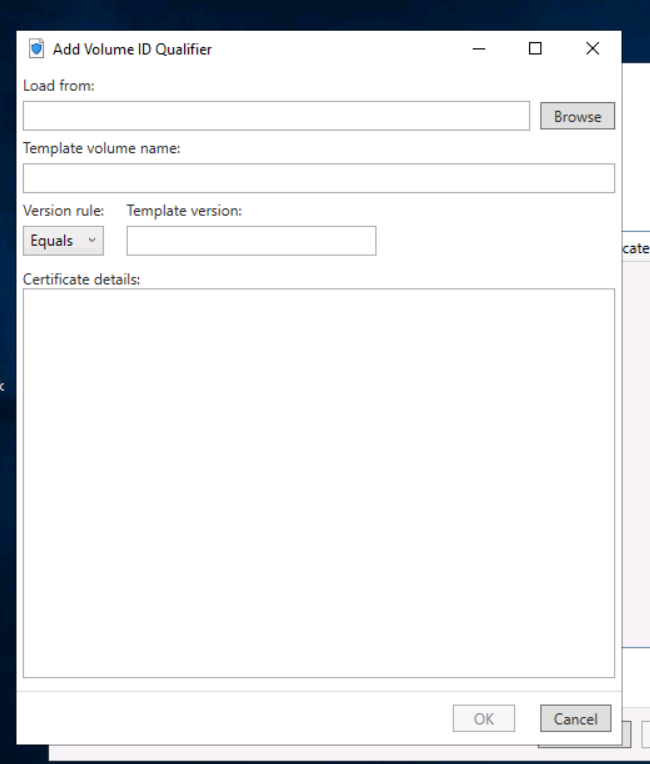 Add Volume ID Qualifier
Load from:
Browse
Template volume name:
Version rule: Template version:
Equals
cate
Certificate details:
OK Cancel